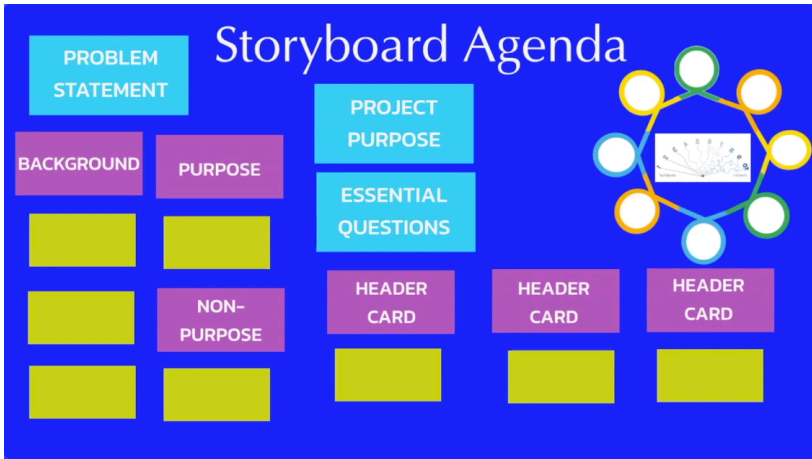 Storyboard Agenda
PROBLEM
STATEMENT
BACKGROUND
PURPOSE
NON-
PURPOSE
PROJECT
PURPOSE
ESSENTIAL
QUESTIONS
HEADER
CARD
HEADER
CARD
HEADER
CARD